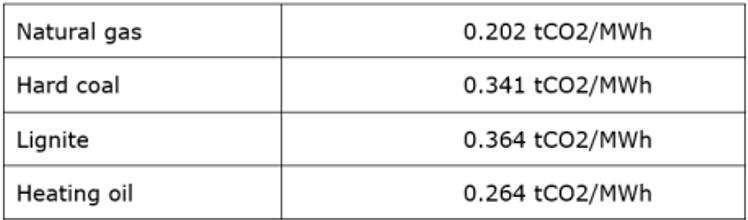 Natural gas 0.202 tCO2/MWh
Hard coal 0.341 tCO2/MWh
Lignite 0.364 tCO2/MWh
Heating oil 0.264 tCO2/MWh